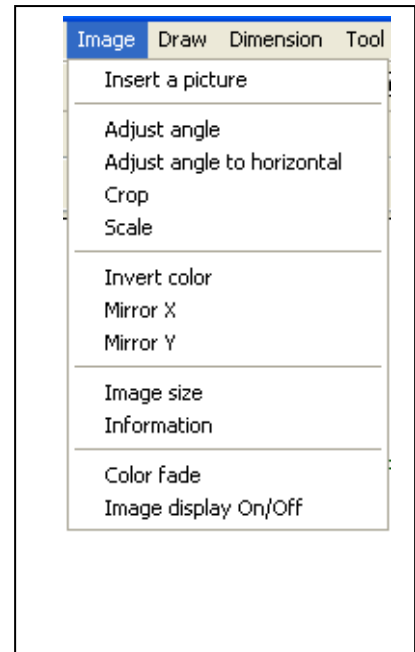 Image Draw Dimension Tool
Insert a picture
Adjust angle
Adjust angle to horizontal
Crop
Scale
Invert color
Mirror X
Mirror Y
Image size
Information
Color fade
Image display On/Off